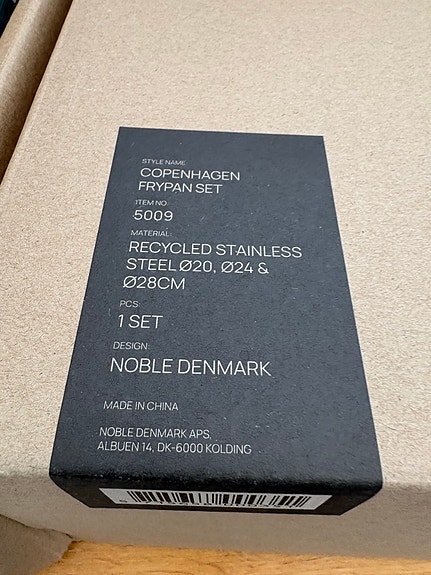 STYLE NAME
COPENHAGEN
FRYPAN SET
ITEM NO
5009
MATERIAL:
RECYCLED STAINLESS
STEEL Ø20, Ø24 &
Ø28CM
PCS:
1 SET
DESIGN:
NOBLE DENMARK
MADE IN CHINA
NOBLE DENMARK APS.
ALBUEN 14, DK-6000 KOLDING